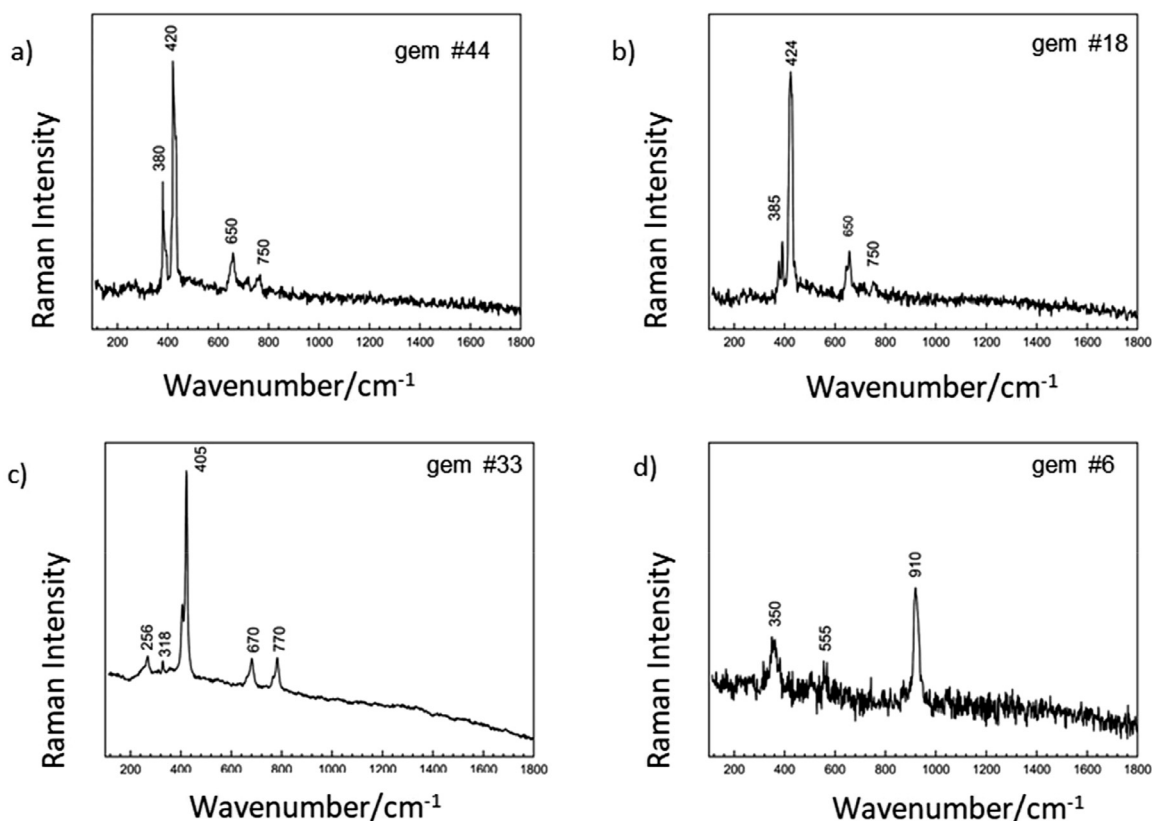 a)
gem #44
420
380
650
750
Raman Intensity
200 400 600 800 1000 1200 1400 1600 1800
Wavenumber/cm⁻¹
b)
gem #18
424
385
650
750
Raman Intensity
200 400 600 800 1000 1200 1400 1600 1800
Wavenumber/cm⁻¹
c)
gem #33
405
256
318
670
770
Raman Intensity
200 400 600 800 1000 1200 1400 1600 1800
Wavenumber/cm⁻¹
d)
gem #6
910
350
555
Raman Intensity
200 400 600 800 1000 1200 1400 1600 1800
Wavenumber/cm⁻¹